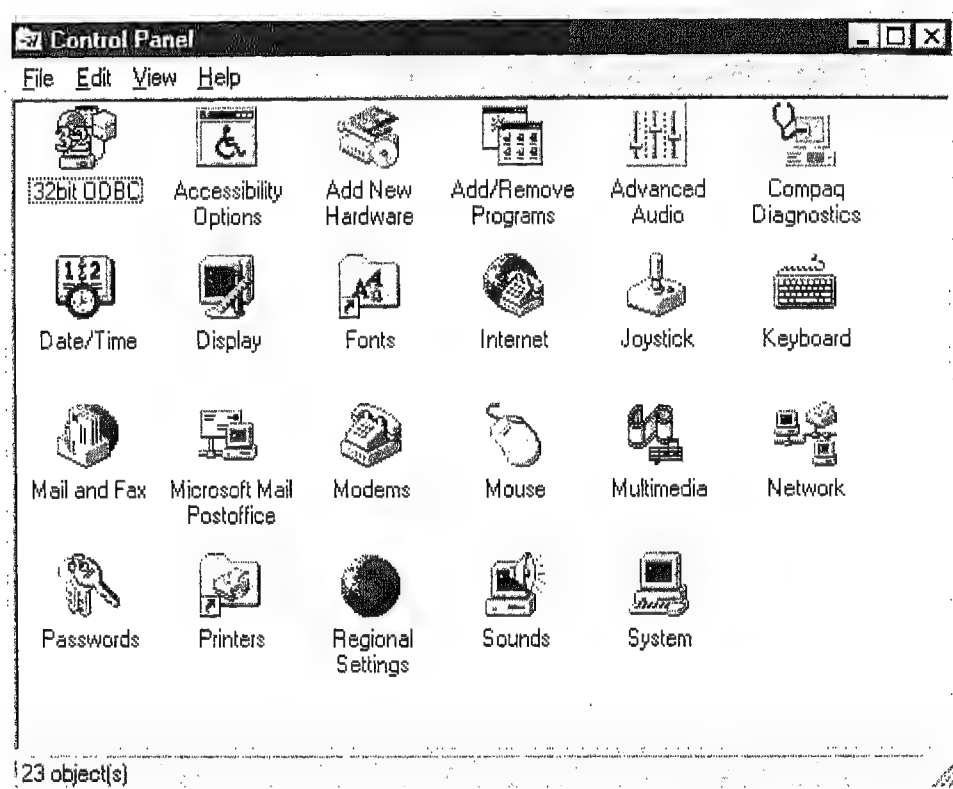 Control Panel
File Edit View Help
32bit ODBC Accessibility Options Add New Hardware Add/Remove Programs Advanced Audio Compaq Diagnostics
Date/Time Display Fonts Internet Joystick Keyboard
Mail and Fax Microsoft Mail Postoffice Modems Mouse Multimedia Network
Passwords Printers Regional Settings Sounds System
23 object(s)